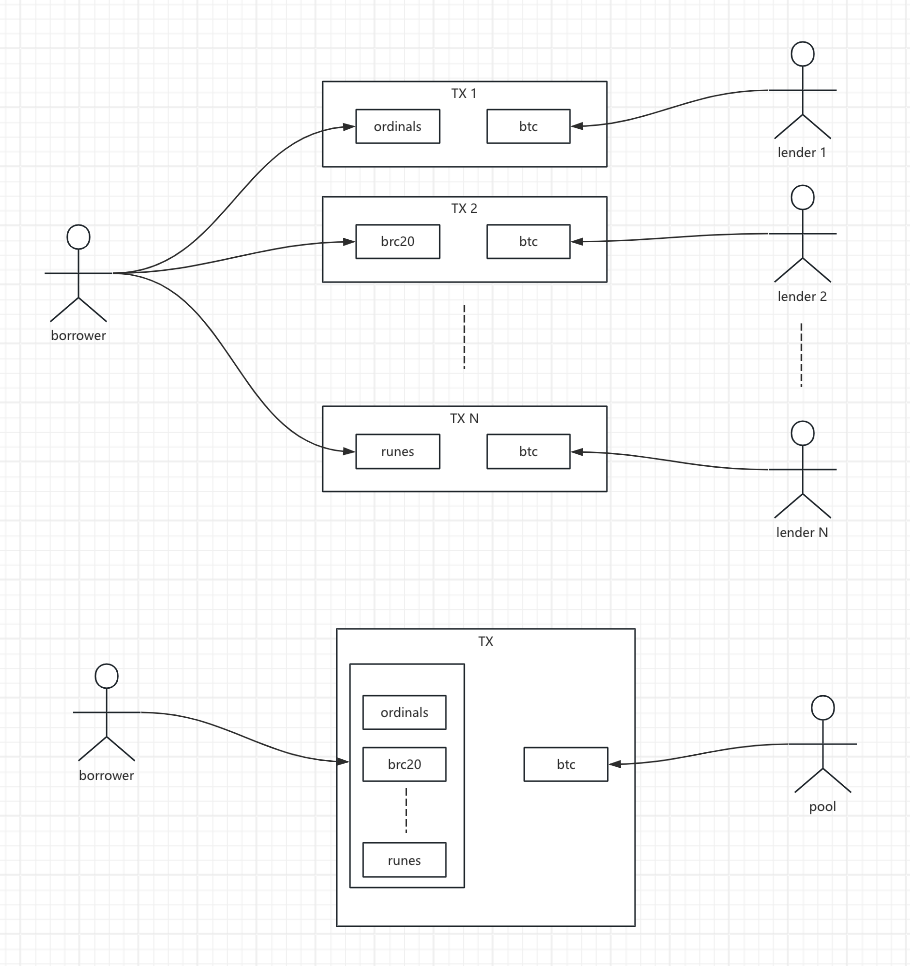 TX 1
ordinals
btc
lender 1
TX 2
brc20
btc
lender 2
borrower
TX N
runes
btc
lender N
TX
ordinals
brc20
btc
borrower
pool
runes